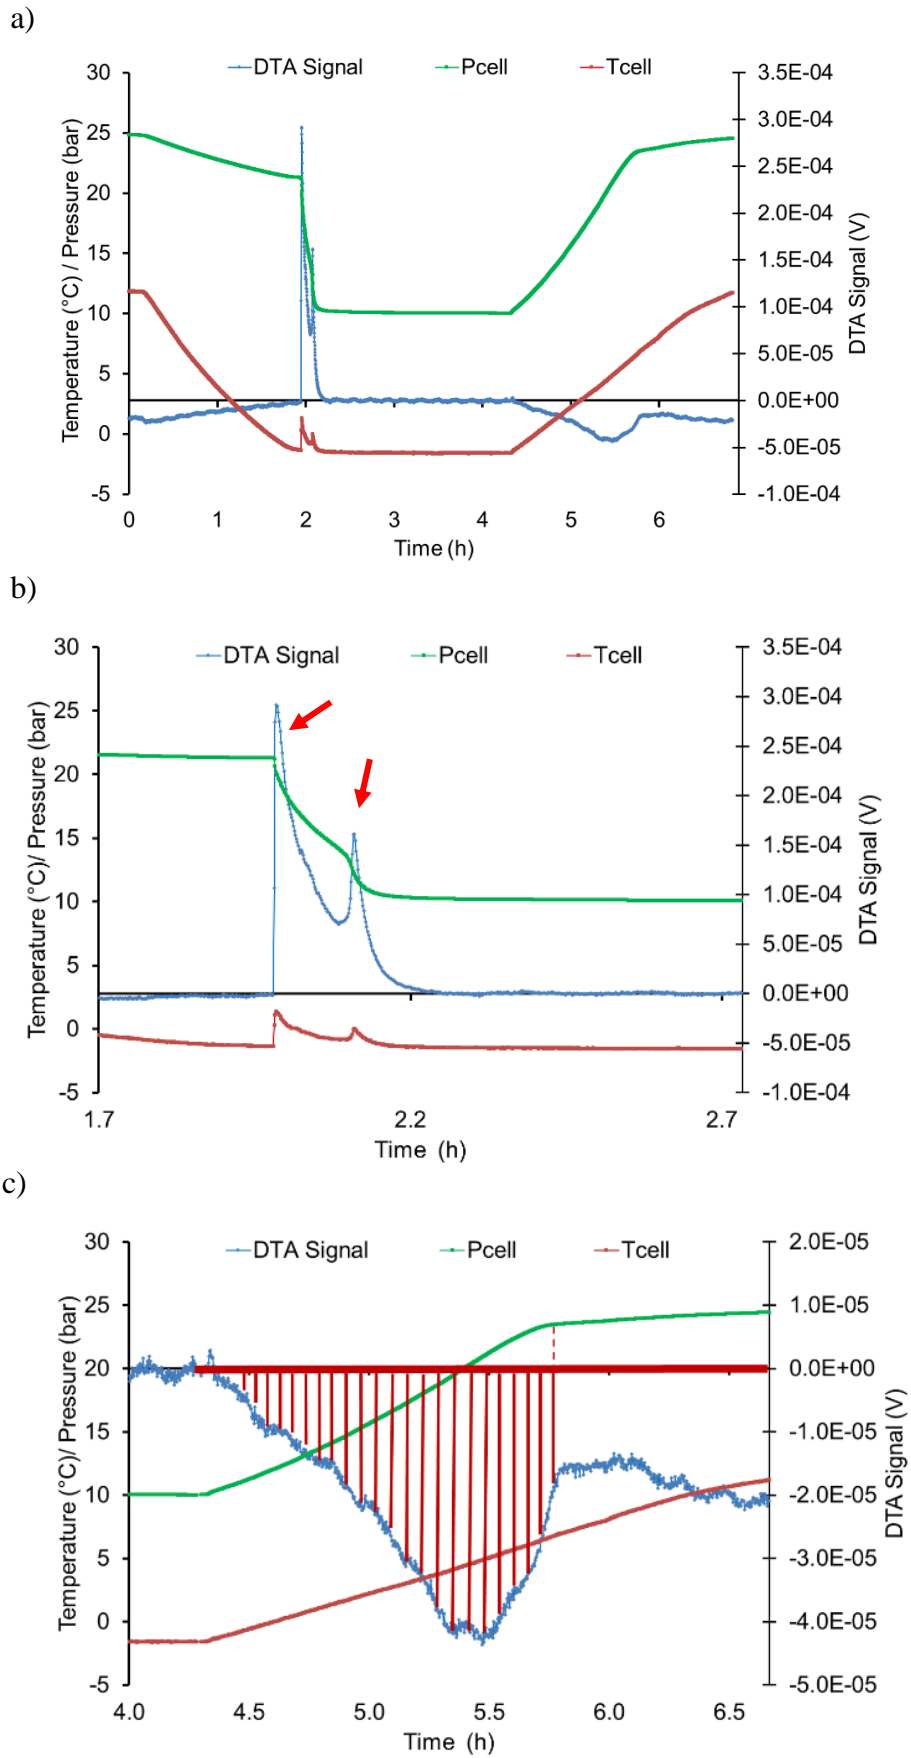 a)
DTA Signal Pcell Tcell
30
25
20
15
10
5
0
-5
Temperature (°C) / Pressure (bar)
3.5E-04
3.0E-04
2.5E-04
2.0E-04
1.5E-04
1.0E-04
5.0E-05
0.0E+00
-5.0E-05
-1.0E-04
DTA Signal (V)
0 1 2 3 4 5 6
Time (h)
b)
DTA Signal Pcell Tcell
30
25
20
15
10
5
0
-5
Temperature (°C)/ Pressure (bar)
3.5E-04
3.0E-04
2.5E-04
2.0E-04
1.5E-04
1.0E-04
5.0E-05
0.0E+00
-5.0E-05
-1.0E-04
DTA Signal (V)
1.7 2.2 2.7
Time (h)
c)
DTA Signal Pcell Tcell
30
25
20
15
10
5
0
-5
Temperature (°C)/ Pressure (bar)
2.0E-05
1.0E-05
0.0E+00
-1.0E-05
-2.0E-05
-3.0E-05
-4.0E-05
-5.0E-05
DTA Signal (V)
4.0 4.5 5.0 5.5 6.0 6.5
Time (h)